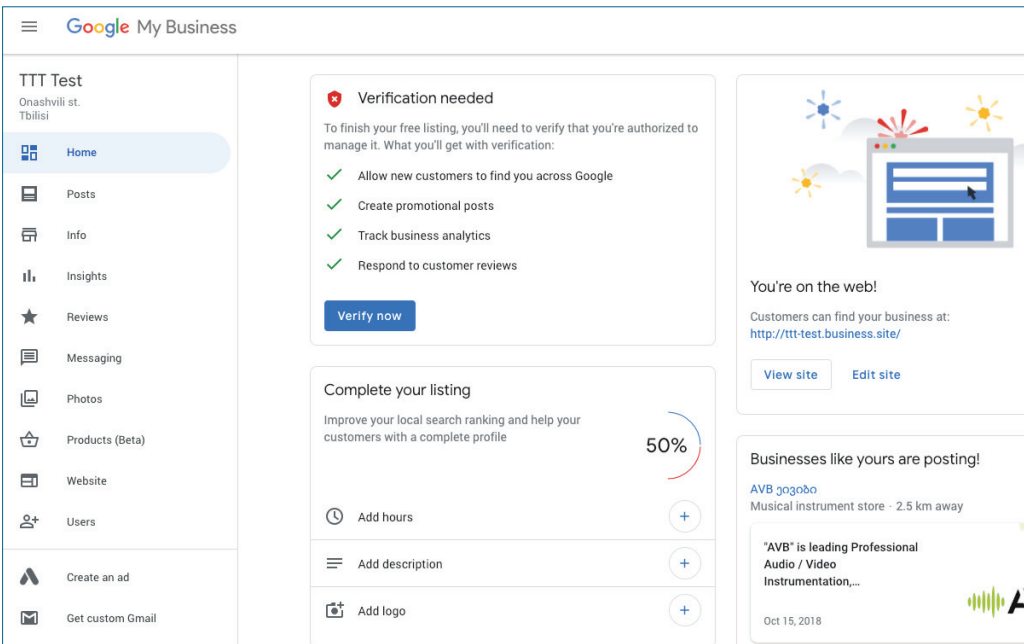 Google My Business
TTT Test
Onashvili st.
Tbilisi
Home
Posts
Info
Insights
Reviews
Messaging
Photos
Products (Beta)
Website
Users
Create an ad
Get custom Gmail
Verification needed
To finish your free listing, you'll need to verify that you're authorized to
manage it. What you'll get with verification:
Allow new customers to find you across Google
Create promotional posts
Track business analytics
Respond to customer reviews
Verify now
Complete your listing
Improve your local search ranking and help your
customers with a complete profile
50%
Add hours
Add description
Add logo
You're on the web!
Customers can find your business at:
http://ttt-test.business.site/
View site
Edit site
Businesses like yours are posting!
AVB ევიბი
Musical instrument store · 2.5 km away
"AVB" is leading Professional
Audio / Video
Instrumentation,...
Oct 15, 2018